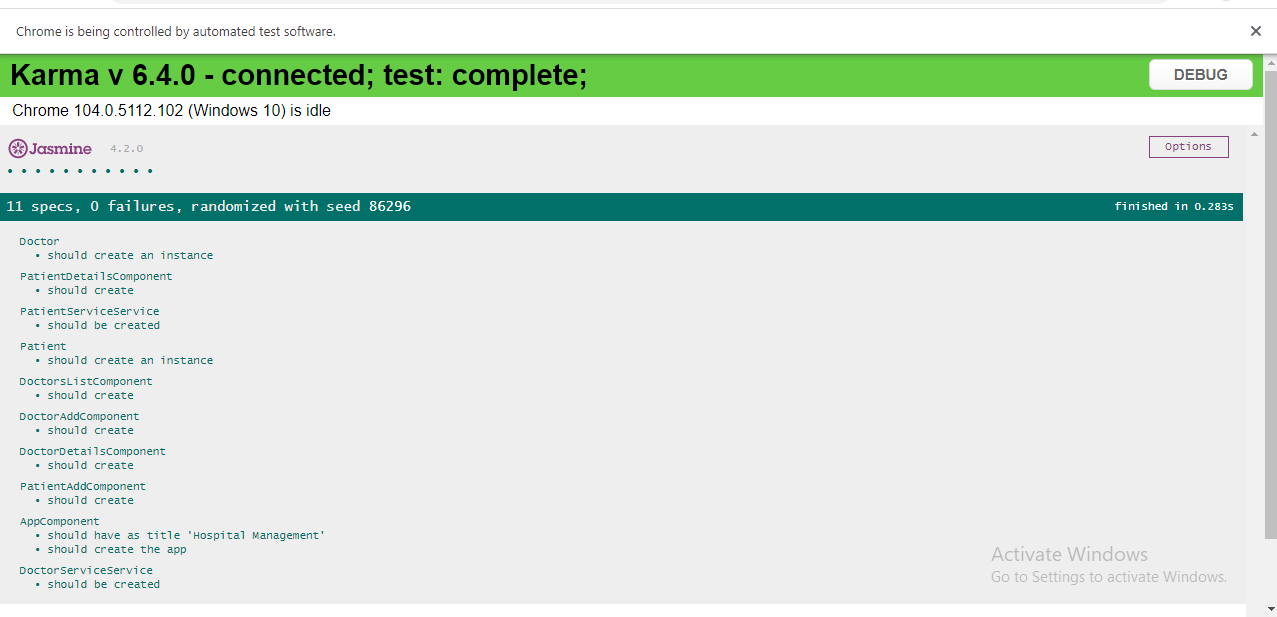 Chrome is being controlled by automated test software.
Karma v 6.4.0 - connected; test: complete;
DEBUG
Chrome 104.0.5112.102 (Windows 10) is idle
Jasmine 4.2.0
Options
• • • • • • • • • • •
11 specs, 0 failures, randomized with seed 86296
finished in 0.283s
Doctor
• should create an instance
PatientDetailsComponent
• should create
PatientServiceService
• should be created
Patient
• should create an instance
DoctorsListComponent
• should create
DoctorAddComponent
• should create
DoctorDetailsComponent
• should create
PatientAddComponent
• should create
AppComponent
• should have as title 'Hospital Management'
• should create the app
DoctorServiceService
• should be created
Activate Windows
Go to Settings to activate Windows.